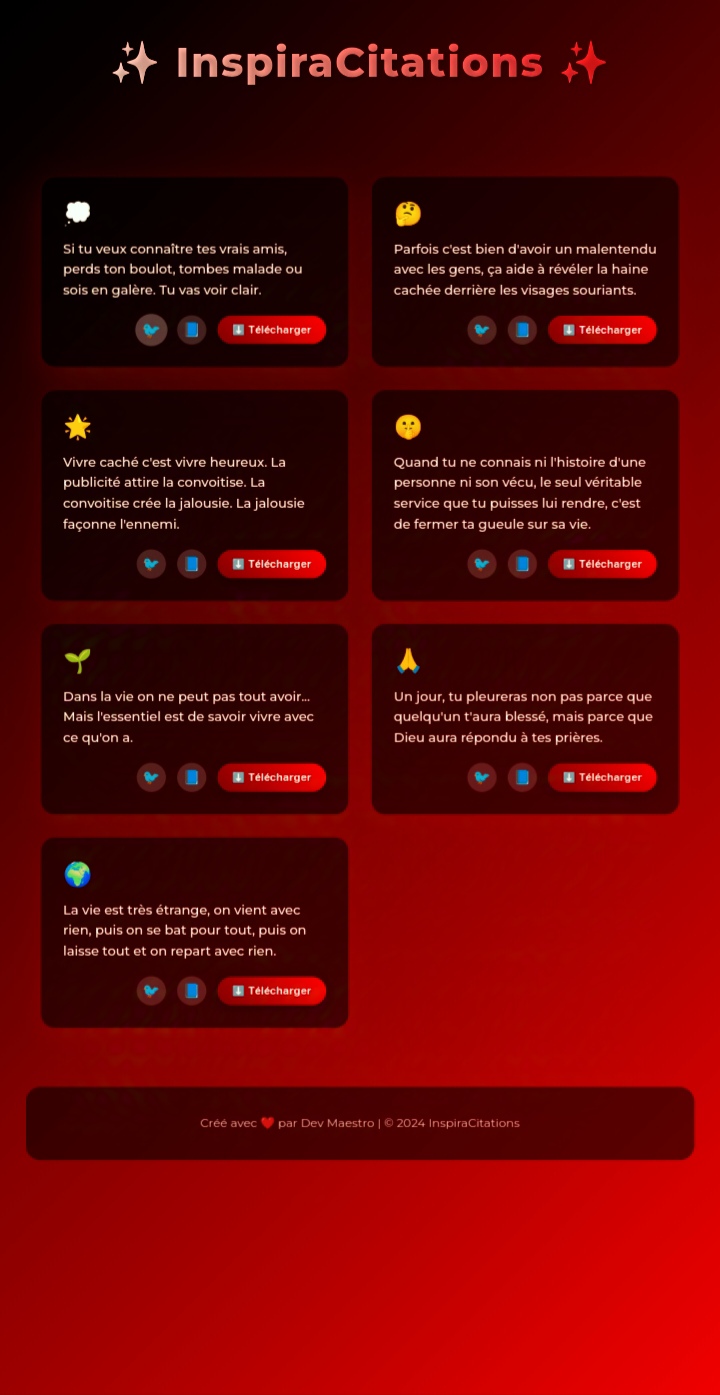 ✨ InspiraCitations ✨
💭
Si tu veux connaître tes vrais amis,
perds ton boulot, tombes malade ou
sois en galère. Tu vas voir clair.
🐦 📘 ⬇️ Télécharger
🤔
Parfois c'est bien d'avoir un malentendu
avec les gens, ça aide à révéler la haine
cachée derrière les visages souriants.
🐦 📘 ⬇️ Télécharger
🌟
Vivre caché c'est vivre heureux. La
publicité attire la convoitise. La
convoitise crée la jalousie. La jalousie
façonne l'ennemi.
🐦 📘 ⬇️ Télécharger
🤫
Quand tu ne connais ni l'histoire d'une
personne ni son vécu, le seul véritable
service que tu puisses lui rendre, c'est
de fermer ta gueule sur sa vie.
🐦 📘 ⬇️ Télécharger
🌱
Dans la vie on ne peut pas tout avoir...
Mais l'essentiel est de savoir vivre avec
ce qu'on a.
🐦 📘 ⬇️ Télécharger
🙏
Un jour, tu pleureras non pas parce que
quelqu'un t'aura blessé, mais parce que
Dieu aura répondu à tes prières.
🐦 📘 ⬇️ Télécharger
🌍
La vie est très étrange, on vient avec
rien, puis on se bat pour tout, puis on
laisse tout et on repart avec rien.
🐦 📘 ⬇️ Télécharger
Créé avec ❤️ par Dev Maestro | © 2024 InspiraCitations